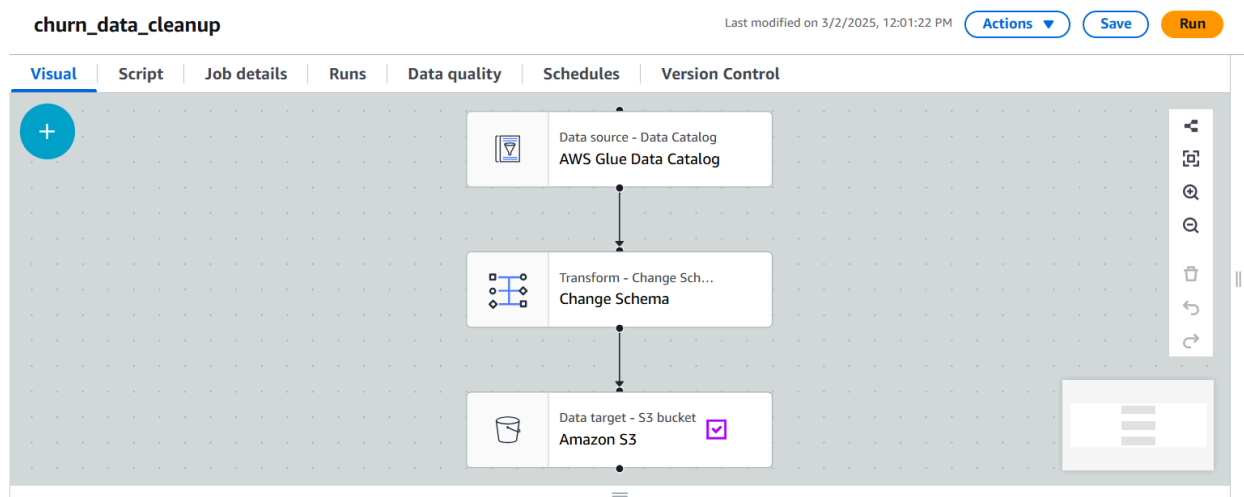 churn_data_cleanup
Last modified on 3/2/2025, 12:01:22 PM
Actions
Save
Run
Visual
Script
Job details
Runs
Data quality
Schedules
Version Control
Data source - Data Catalog
AWS Glue Data Catalog
Transform - Change Sch...
Change Schema
Data target - S3 bucket
Amazon S3